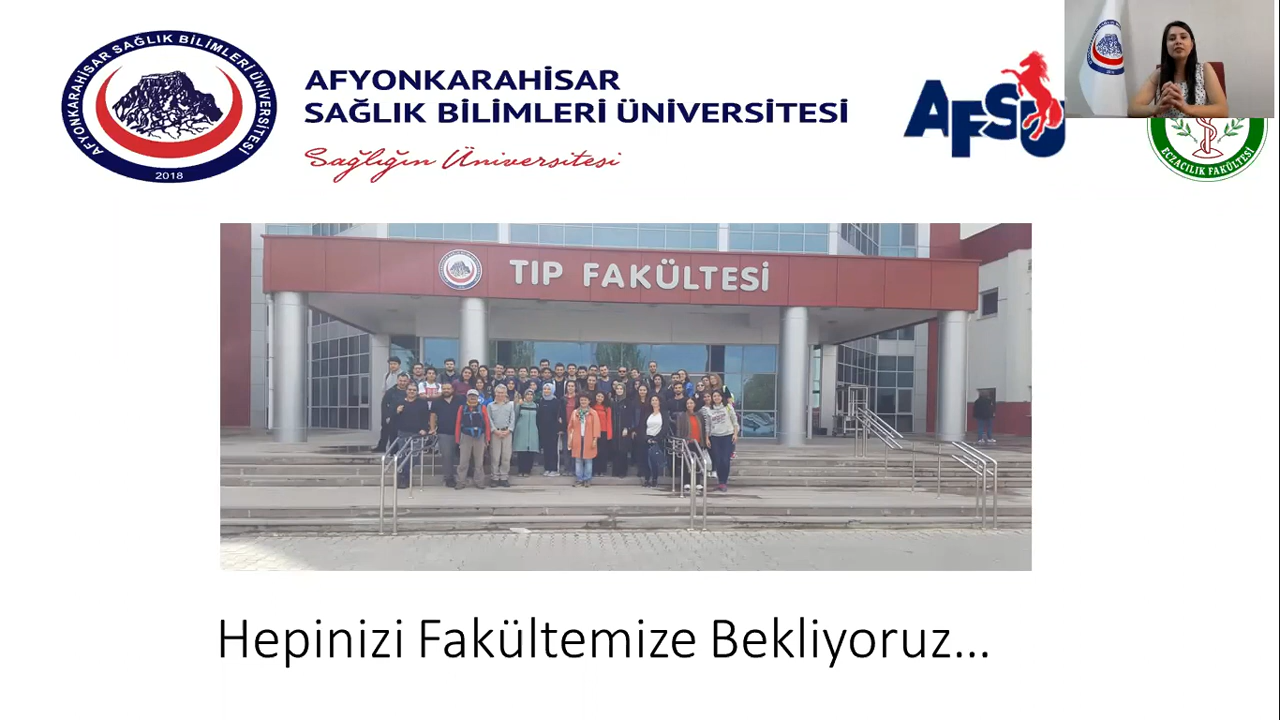 AFYONKARAHİSAR SAĞLIK BİLİMLERİ ÜNİVERSİTESİ
2018
AFYONKARAHİSAR
SAĞLIK BİLİMLERİ ÜNİVERSİTESİ
Sağlığın Üniversitesi
AFSU
ECZACILIK FAKÜLTESİ
TIP FAKÜLTESİ
Hepinizi Fakültemize Bekliyoruz...